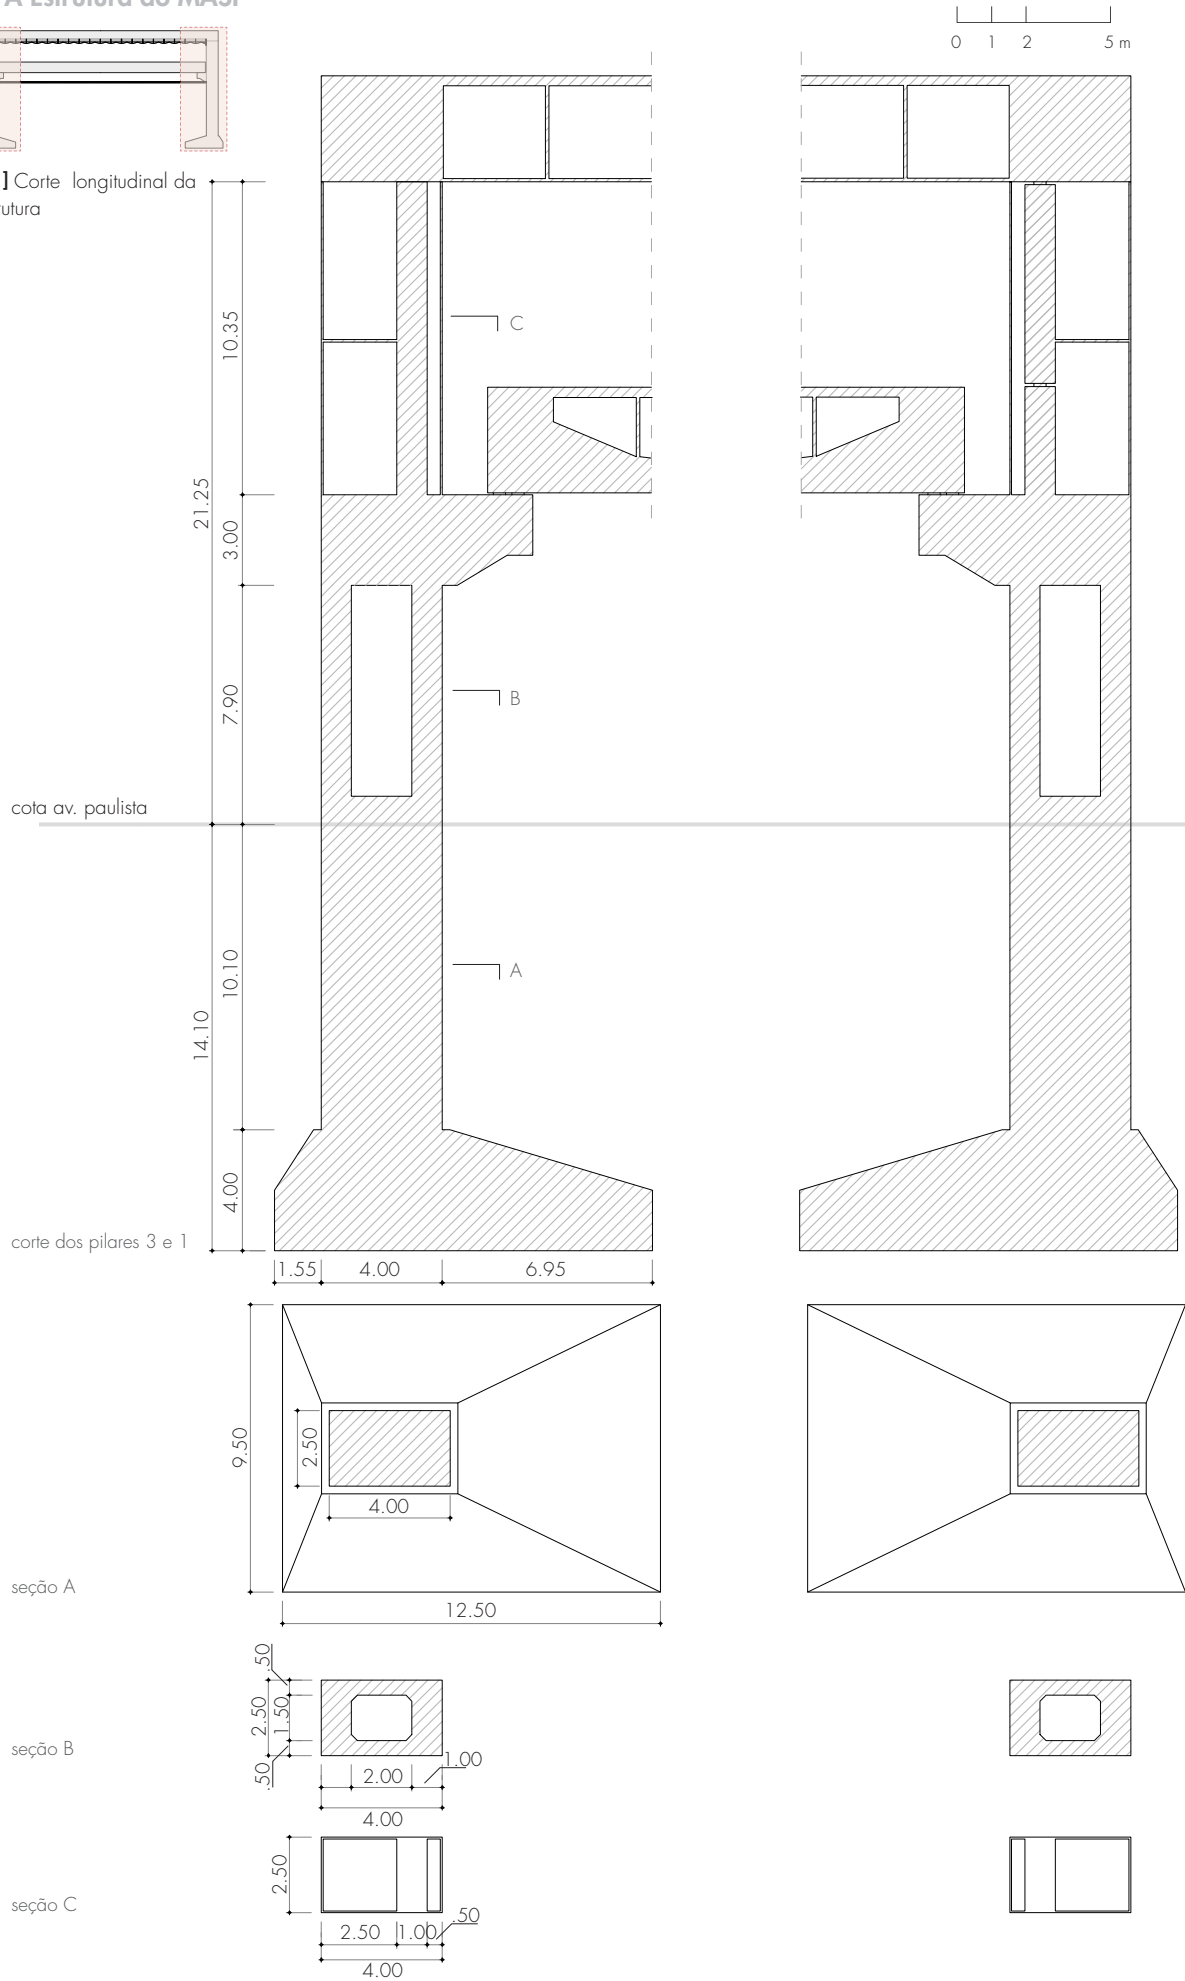 A Estrutura do MASP
0 1 2 5 m
] Corte longitudinal da
utura
10.35
C
21.25
3.00
7.90
B
cota av. paulista
10.10
A
14.10
4.00
corte dos pilares 3 e 1
1.55 4.00 6.95
9.50
2.50
4.00
seção A
12.50
.50
2.50
1.50
seção B
.50
2.00
1.00
4.00
2.50
seção C
2.50 1.00 .50
4.00